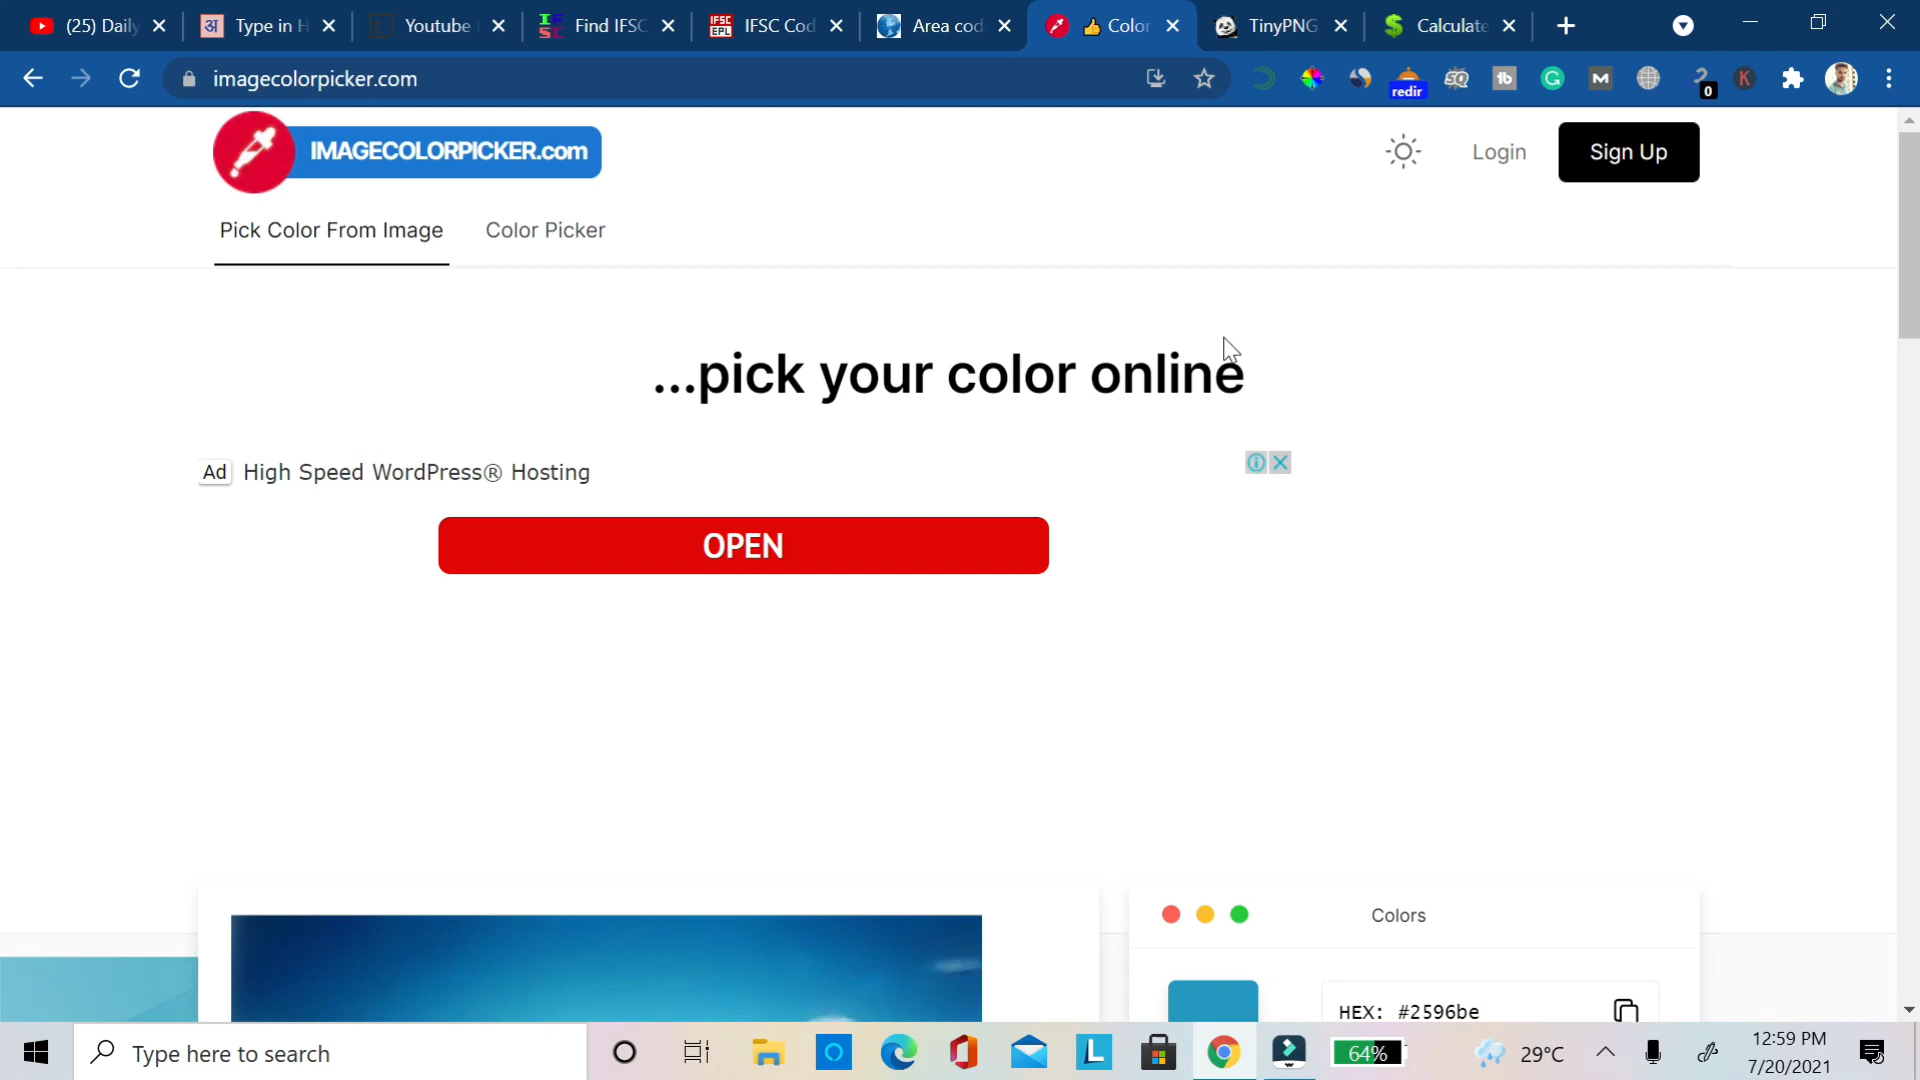 (25) Daily
Type in H
Youtube
Find IFSC
IFSC Cod
Area cod
Color
TinyPNG
Calculate
imagecolorpicker.com
redir
0
IMAGECOLORPICKER.com
Login
Sign Up
Pick Color From Image
Color Picker
...pick your color online
Ad
High Speed WordPress® Hosting
OPEN
Colors
HEX: #2596be
Type here to search
64%
29°C
12:59 PM
7/20/2021